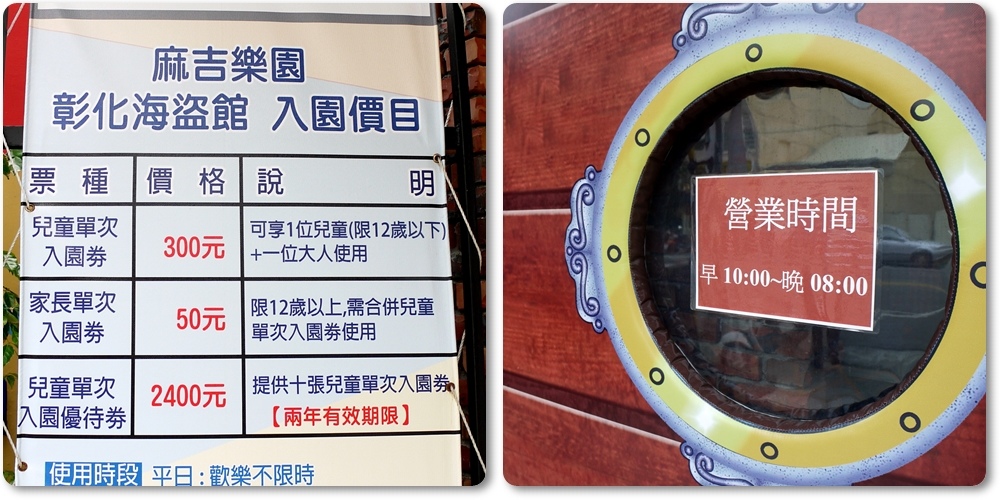 麻吉樂園
彰化海盜館 入園價目
票 種 價 格 說 明
兒童單次
入園券
300元
可享1位兒童(限12歲以下)
+一位大人使用
家長單次
入園券
50元
限12歲以上,需合併兒童
單次入園券使用
兒童單次
入園優待券
2400元
提供十張兒童單次入園券
【兩年有效期限】
使用時段 平日:歡樂不限時
營業時間
早 10:00~晚 08:00